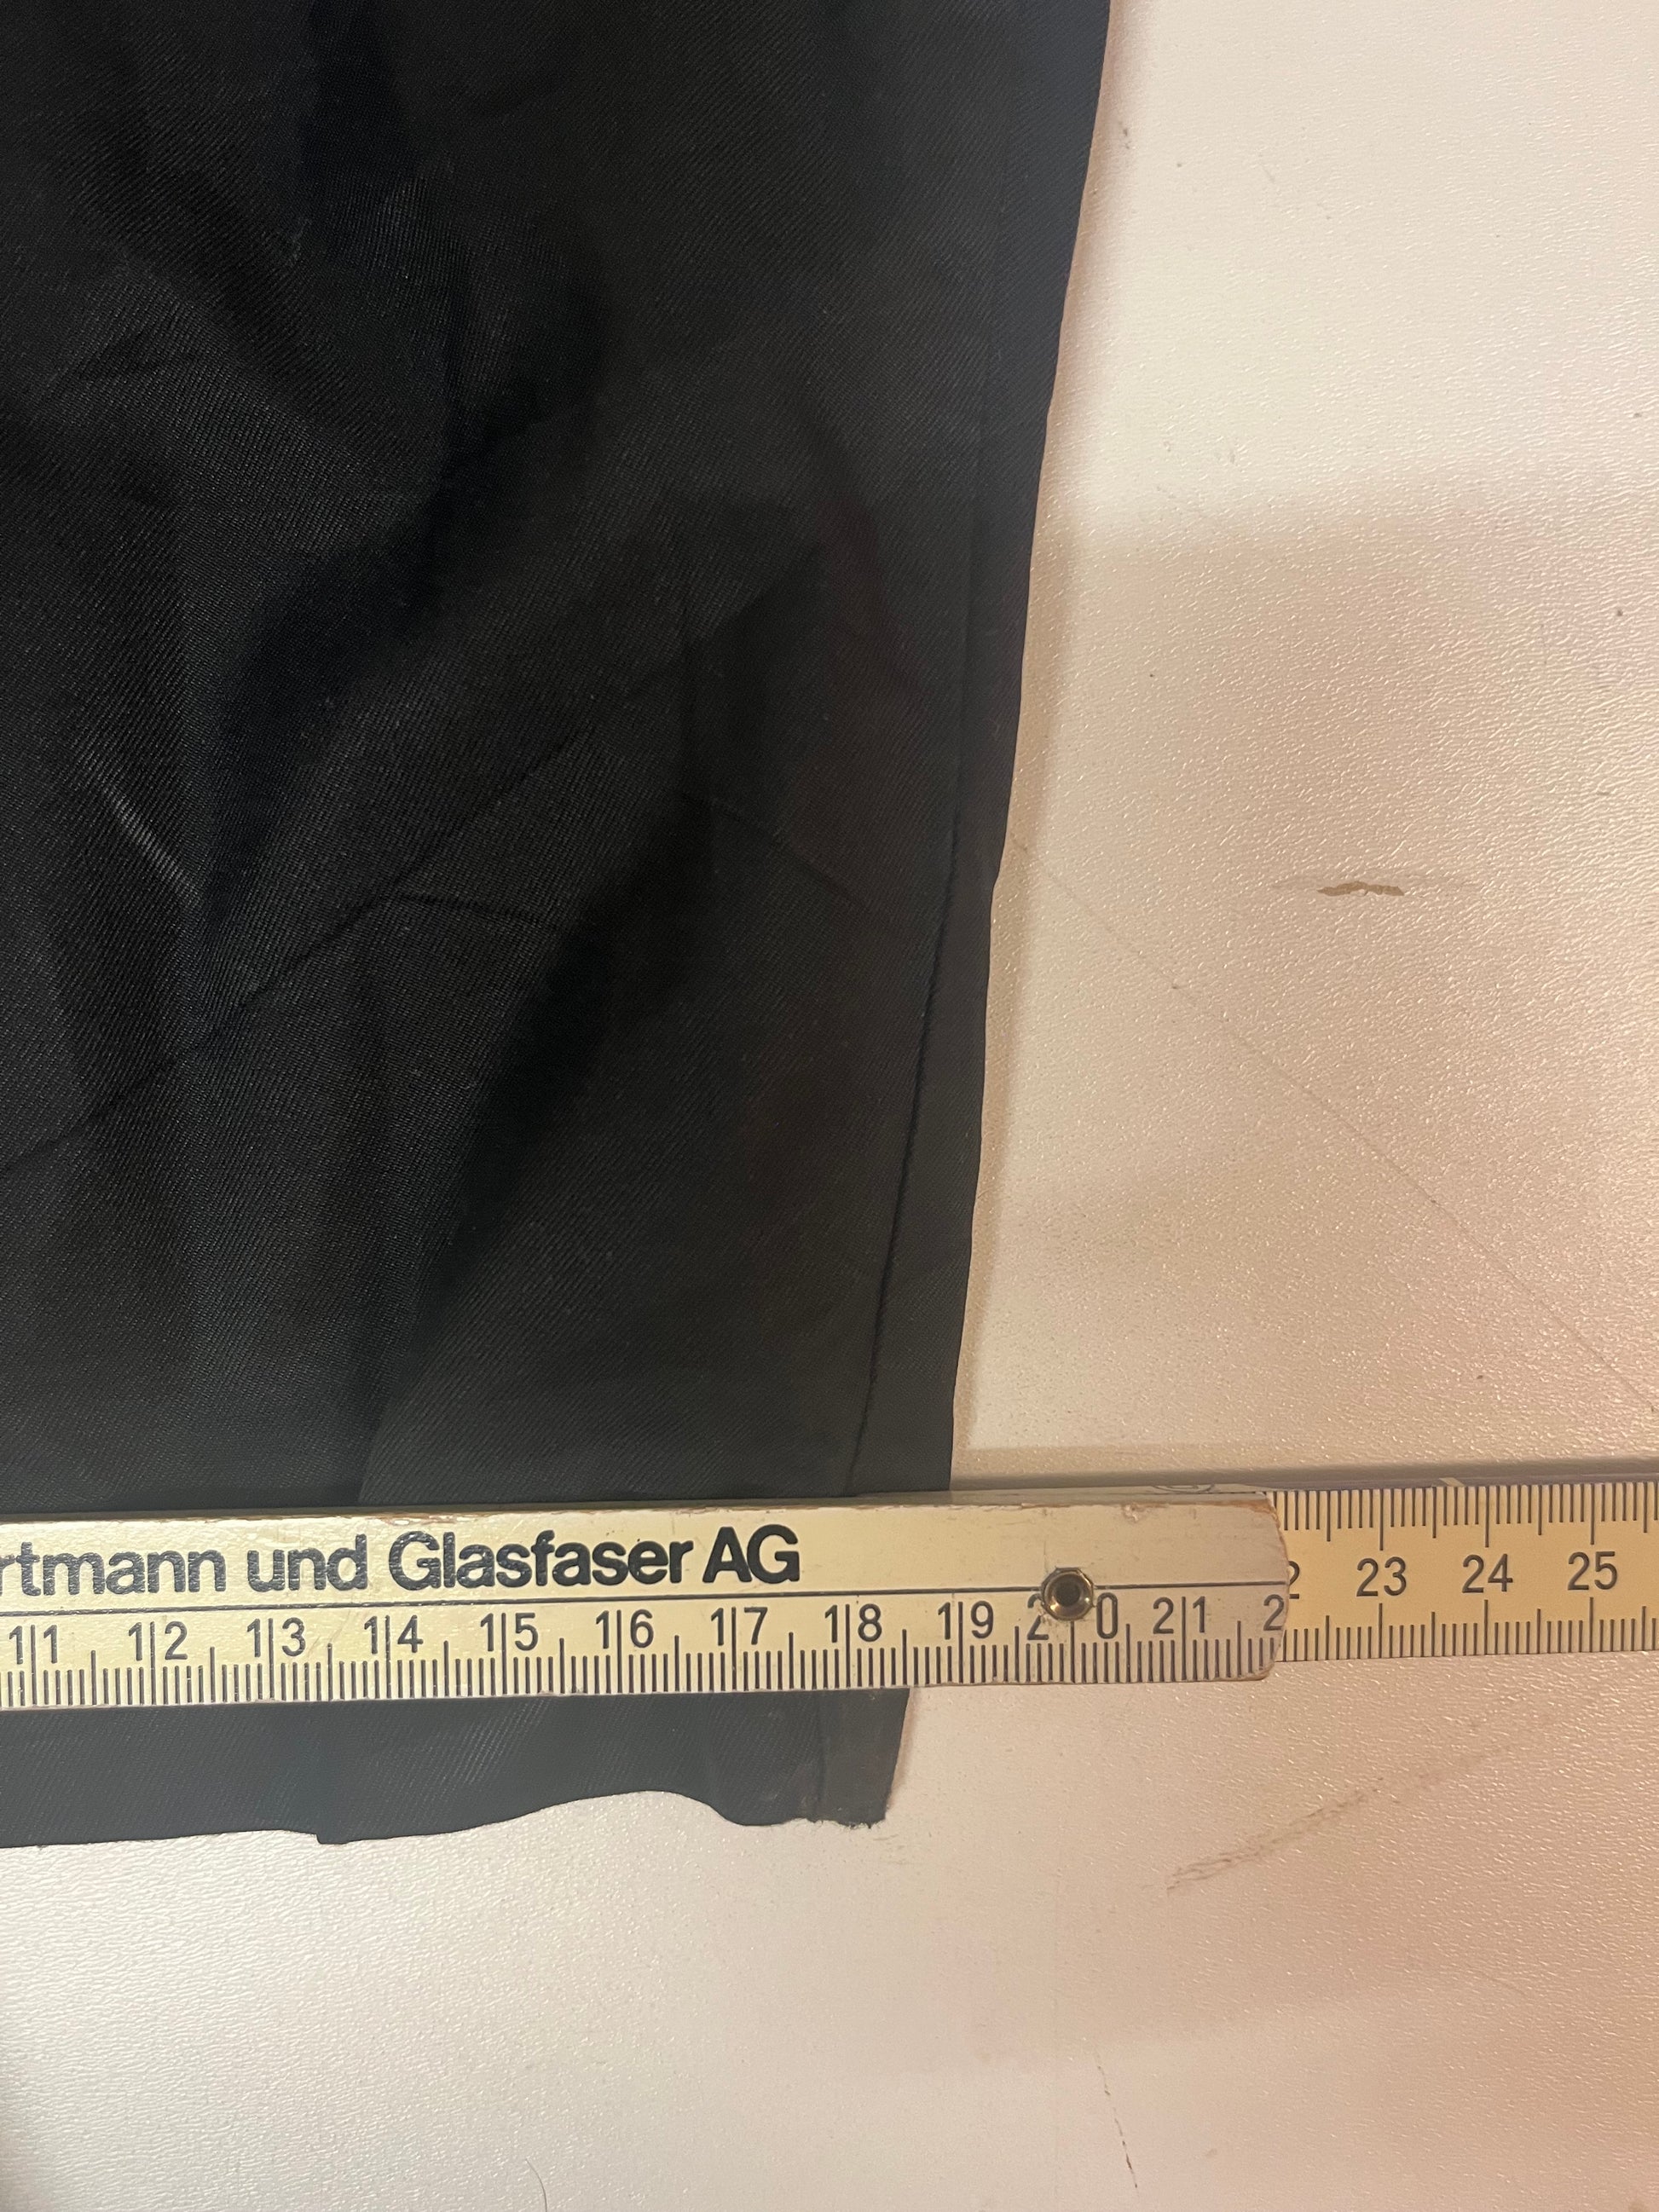 rtmann und Glasfaser AG
11 12 13 14 15 16 17 18 19 20 21 2 2 23 24 25